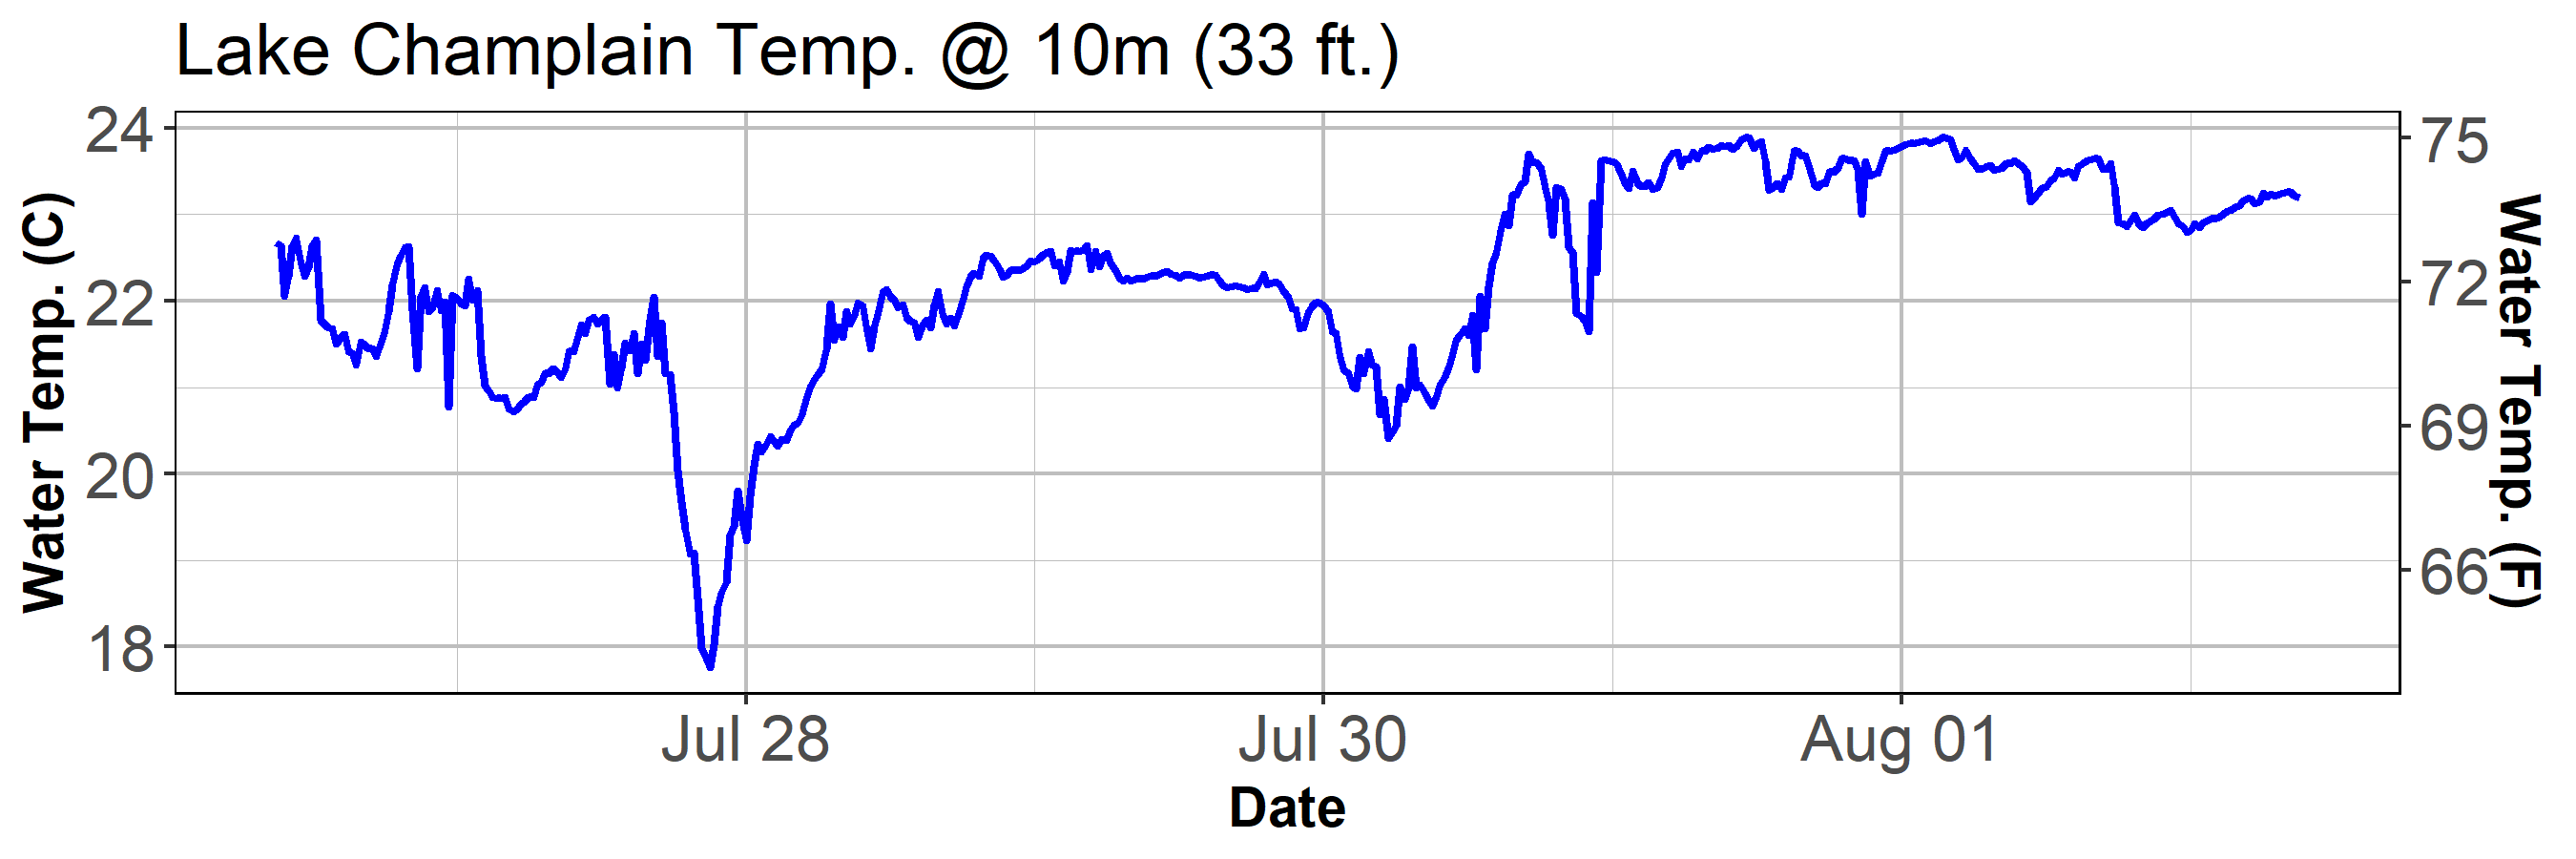 Lake Champlain Temp. @ 10m (33 ft.)
24
22
20
18
Water Temp. (C)
75
72
69
66
Water Temp. (F)
Jul 28
Jul 30
Aug 01
Date